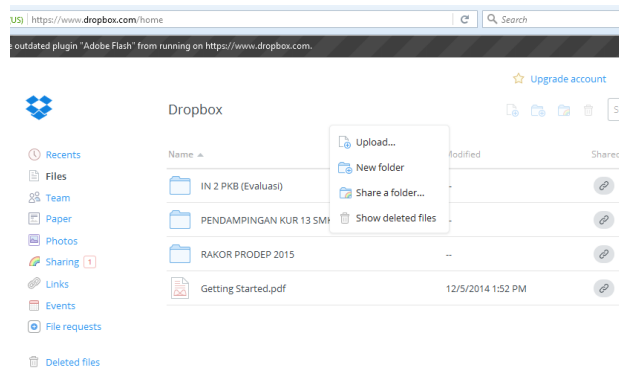 US) https://www.dropbox.com/home
Search
e outdated plugin "Adobe Flash" from running on https://www.dropbox.com.
Upgrade account
Dropbox
S
Recents
Files
Team
Paper
Photos
Sharing 1
Links
Events
File requests
Deleted files
Name Modified Shared
IN 2 PKB (Evaluasi) -
PENDAMPINGAN KUR 13 SMK -
RAKOR PRODEP 2015 --
Getting Started.pdf 12/5/2014 1:52 PM
Upload...
New folder
Share a folder...
Show deleted files